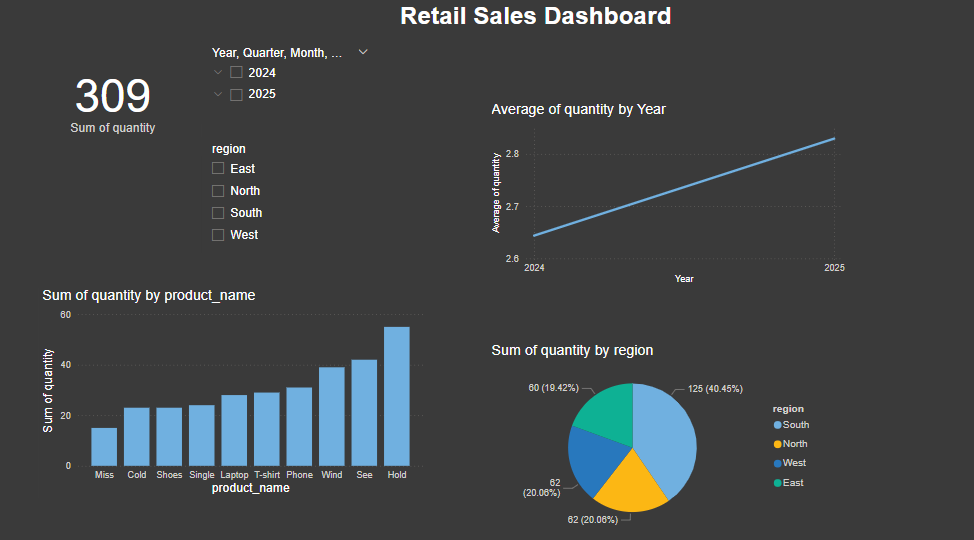 Retail Sales Dashboard
309
Sum of quantity
Year, Quarter, Month, ...
2024
2025
region
East
North
South
West
Average of quantity by Year
Average of quantity
2.8
2.7
2.6
2024 2025
Year
Sum of quantity by product_name
Sum of quantity
60
40
20
0
Miss Cold Shoes Single Laptop T-shirt Phone Wind See Hold
product_name
Sum of quantity by region
60 (19.42%)
125 (40.45%)
62
(20.06%)
62 (20.06%)
region
South
North
West
East